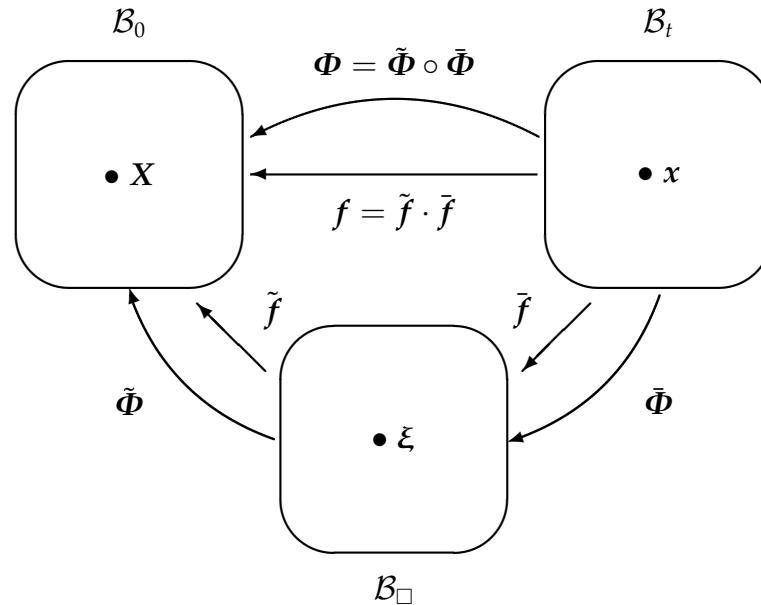 𝓑₀
𝓑ₜ
Φ = Φ̃ ∘ Φ̄
X
x
f = f̃ · f̄
f̃
f̄
Φ̃
Φ̄
ξ
𝓑□